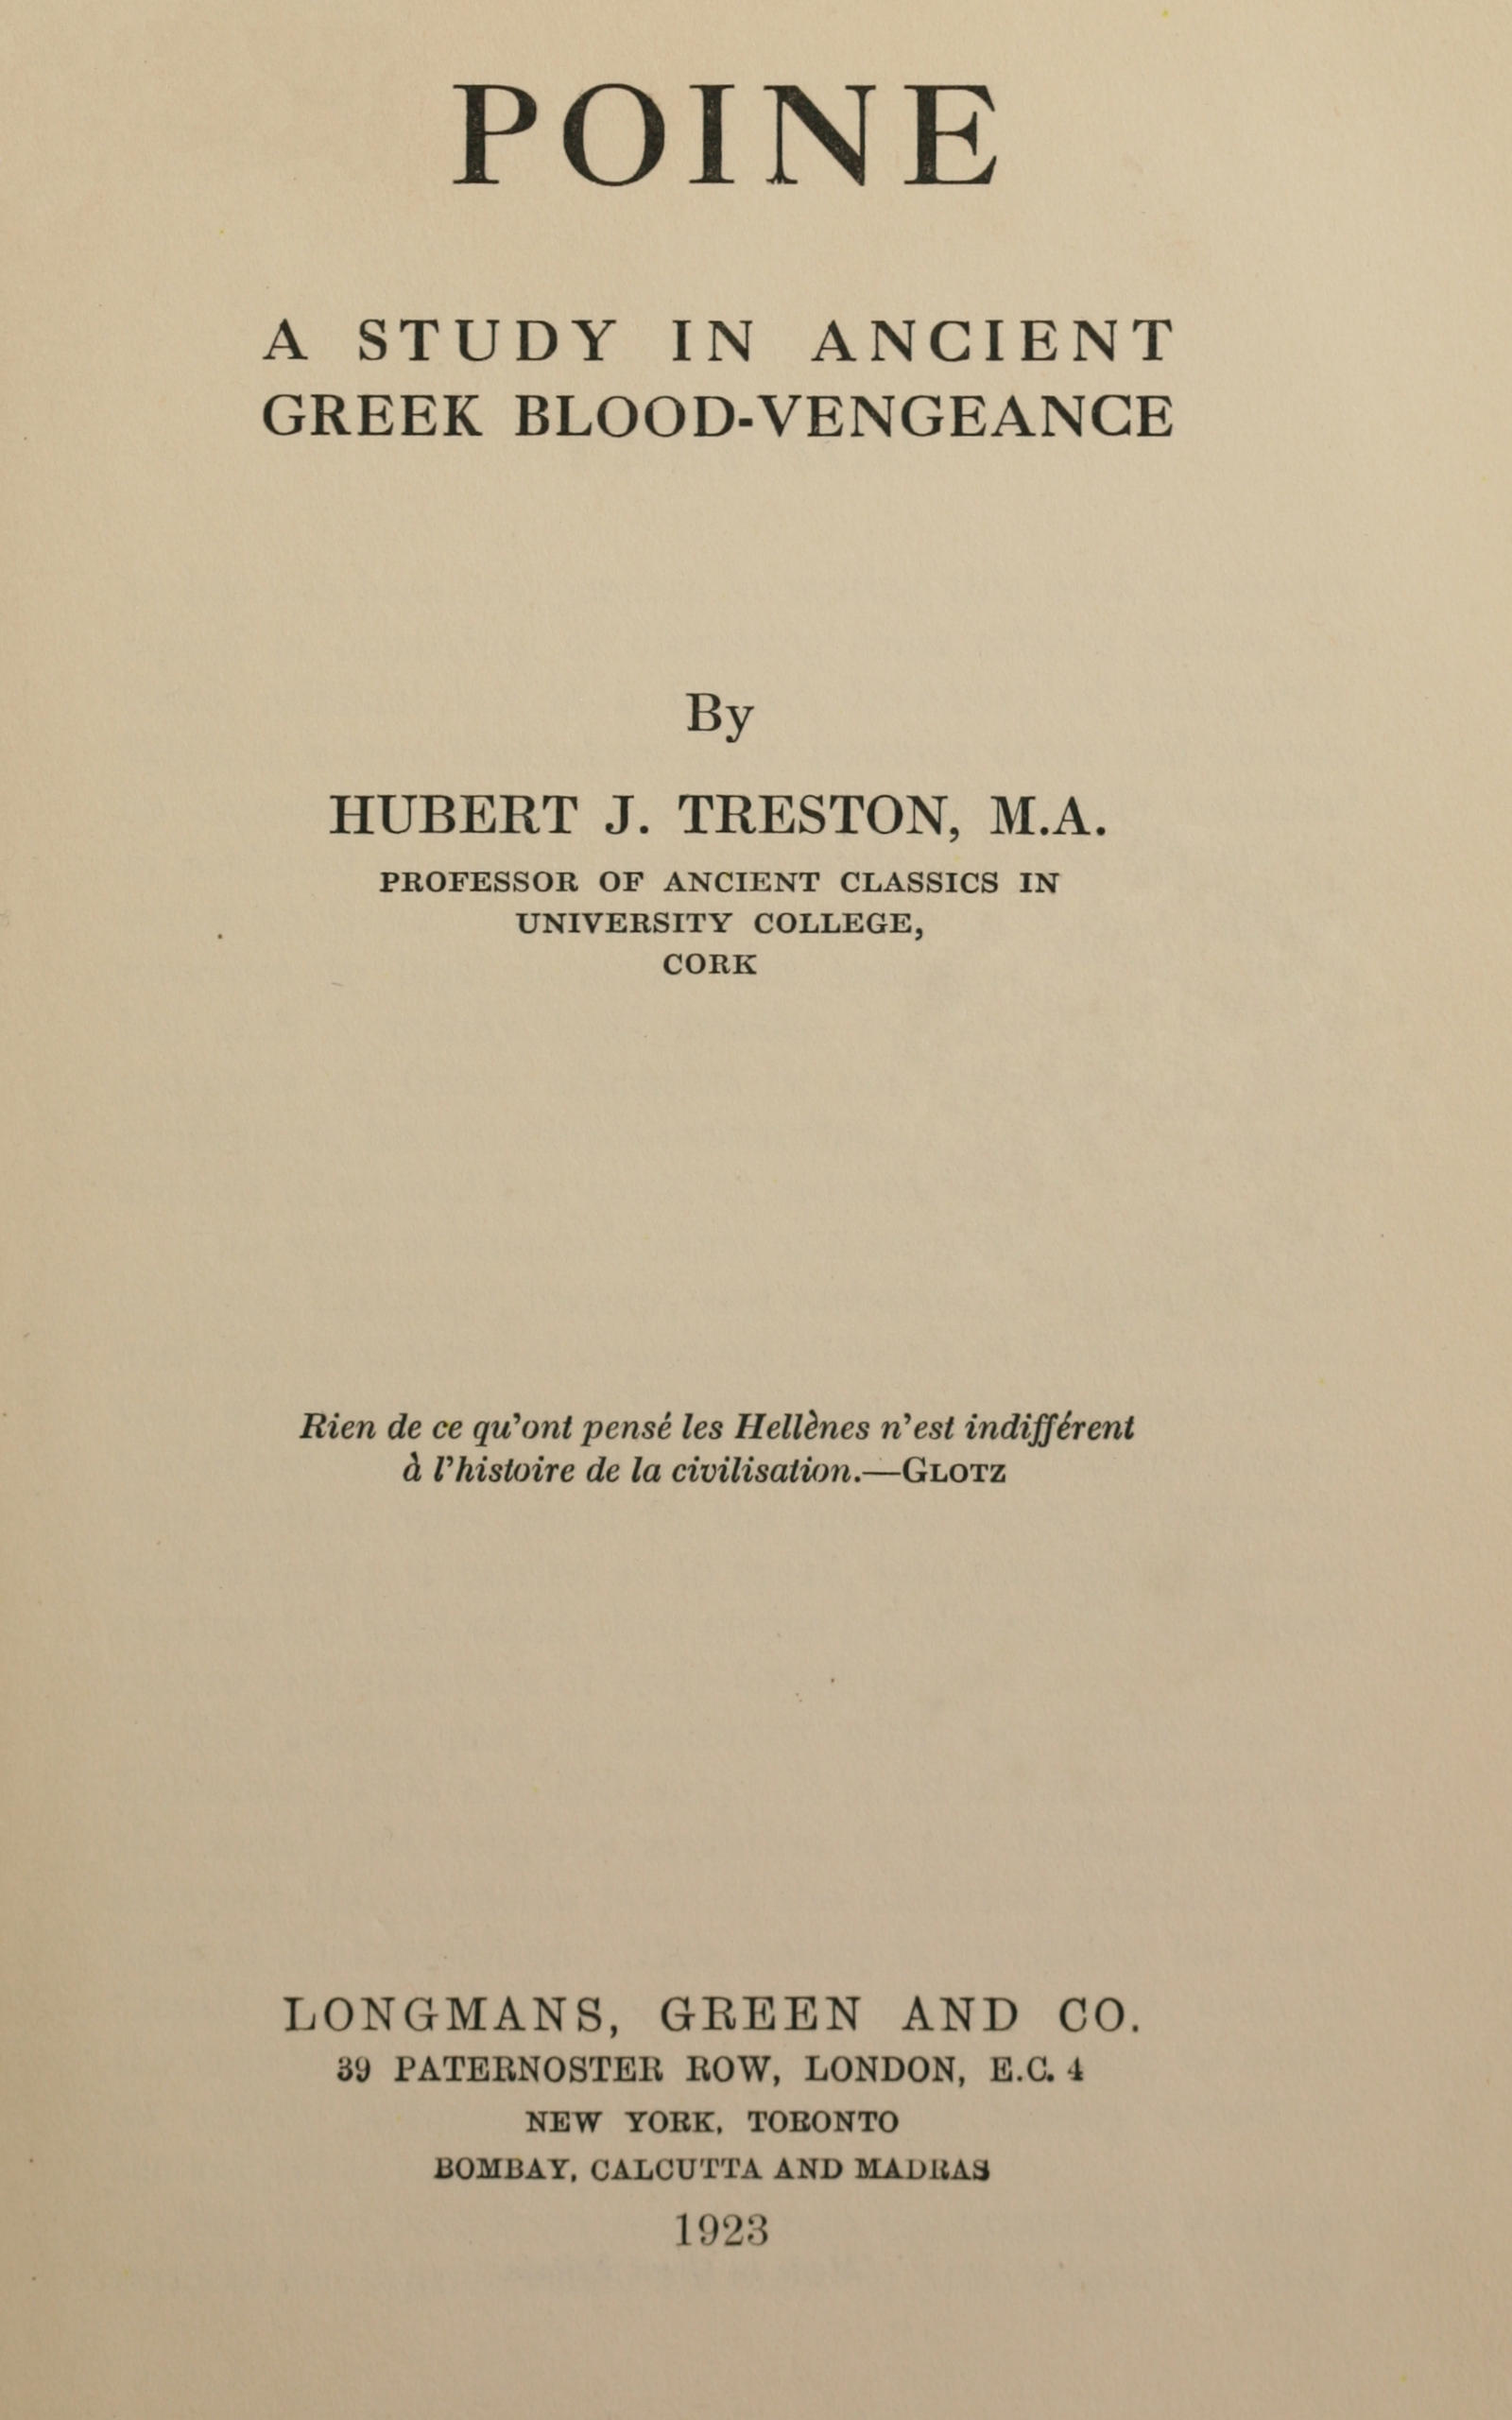 POINE
A STUDY IN ANCIENT
GREEK BLOOD-VENGEANCE
By
HUBERT J. TRESTON, M.A.
PROFESSOR OF ANCIENT CLASSICS IN
UNIVERSITY COLLEGE,
CORK
Rien de ce qu'ont pensé les Hellènes n'est indifférent
à l'histoire de la civilisation.—GLOTZ
LONGMANS, GREEN AND CO.
39 PATERNOSTER ROW, LONDON, E.C. 4
NEW YORK, TORONTO
BOMBAY, CALCUTTA AND MADRAS
1923